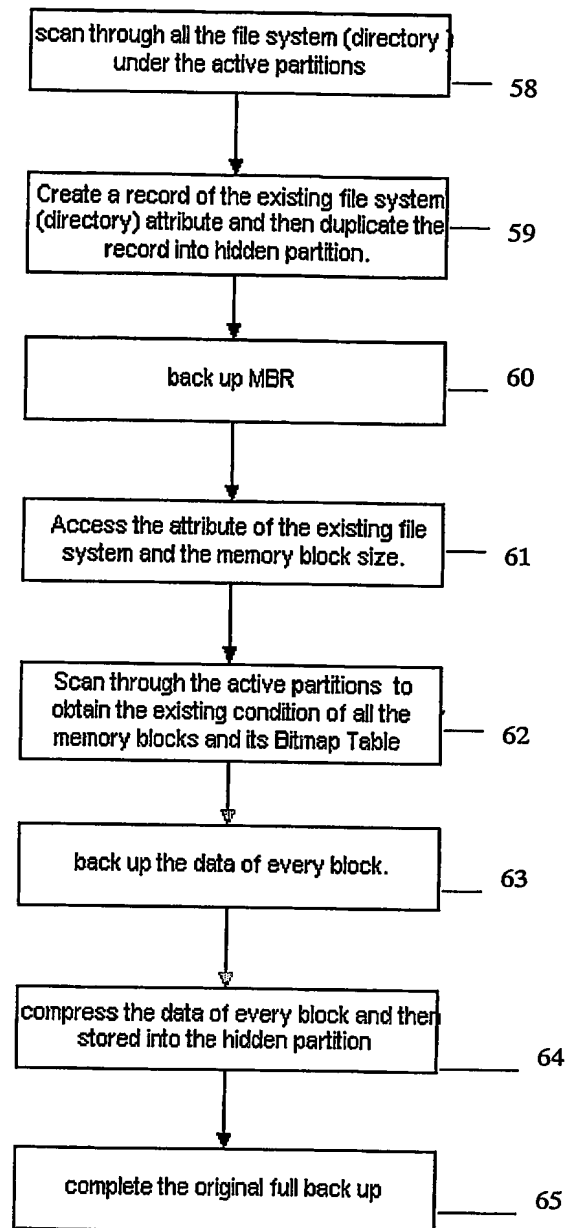 scan through all the file system (directory )
under the active partitions
58
Create a record of the existing file system
(directory) attribute and then duplicate the
record into hidden partition.
59
back up MBR
60
Access the attribute of the existing file
system and the memory block size.
61
Scan through the active partitions to
obtain the existing condition of all the
memory blocks and its Bitmap Table
62
back up the data of every block.
63
compress the data of every block and then
stored into the hidden partition
64
complete the original full back up
65